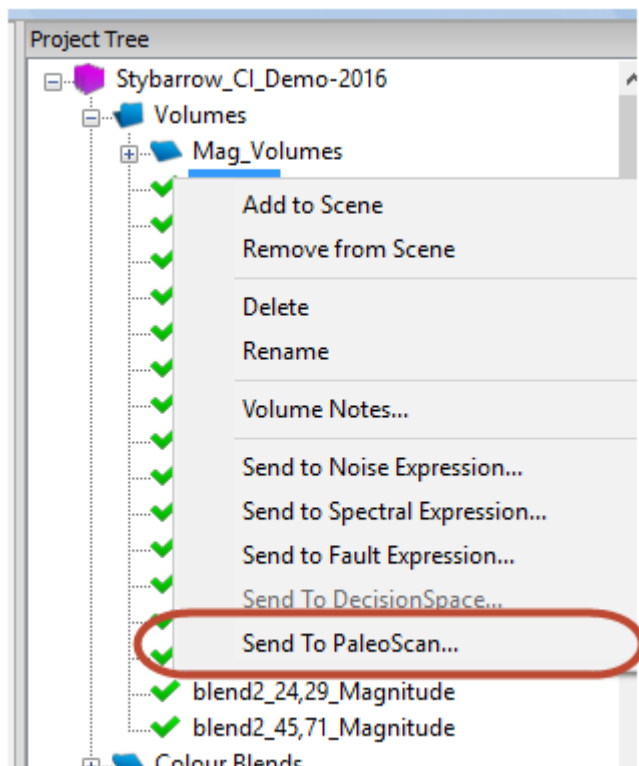 Project Tree
Stybarrow_CI_Demo-2016
Volumes
Mag_Volumes
Add to Scene
Remove from Scene
Delete
Rename
Volume Notes...
Send to Noise Expression...
Send to Spectral Expression...
Send to Fault Expression...
Send To DecisionSpace...
Send To PaleoScan...
blend2_24,29_Magnitude
blend2_45,71_Magnitude
Colour Blends